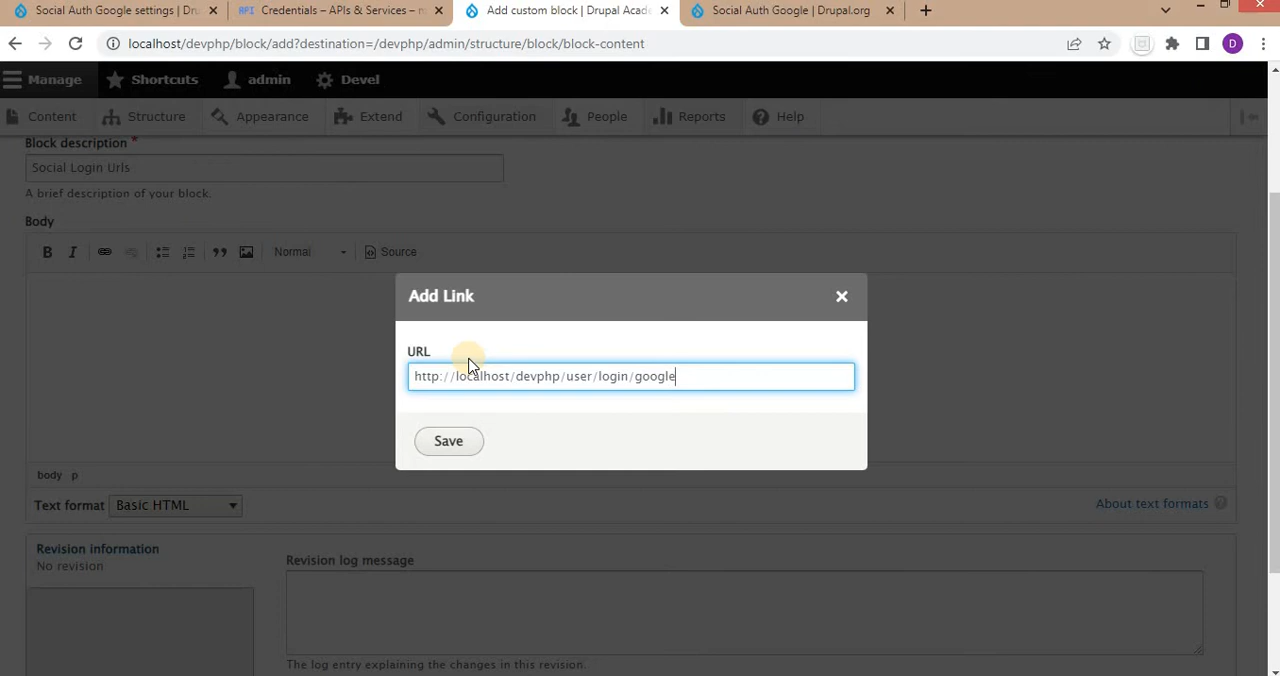 Social Auth Google settings | Dru
API Credentials – APIs & Services – m
Add custom block | Drupal Acade
Social Auth Google | Drupal.org
localhost/devphp/block/add?destination=/devphp/admin/structure/block/block-content
D
Manage Shortcuts admin Devel
Content Structure Appearance Extend Configuration People Reports Help
Block description *
Social Login Urls
A brief description of your block.
Body
B I Normal Source
Add Link
URL
http://localhost/devphp/user/login/google
Save
body p
Text format Basic HTML About text formats ?
Revision information
No revision
Revision log message
The log entry explaining the changes in this revision.